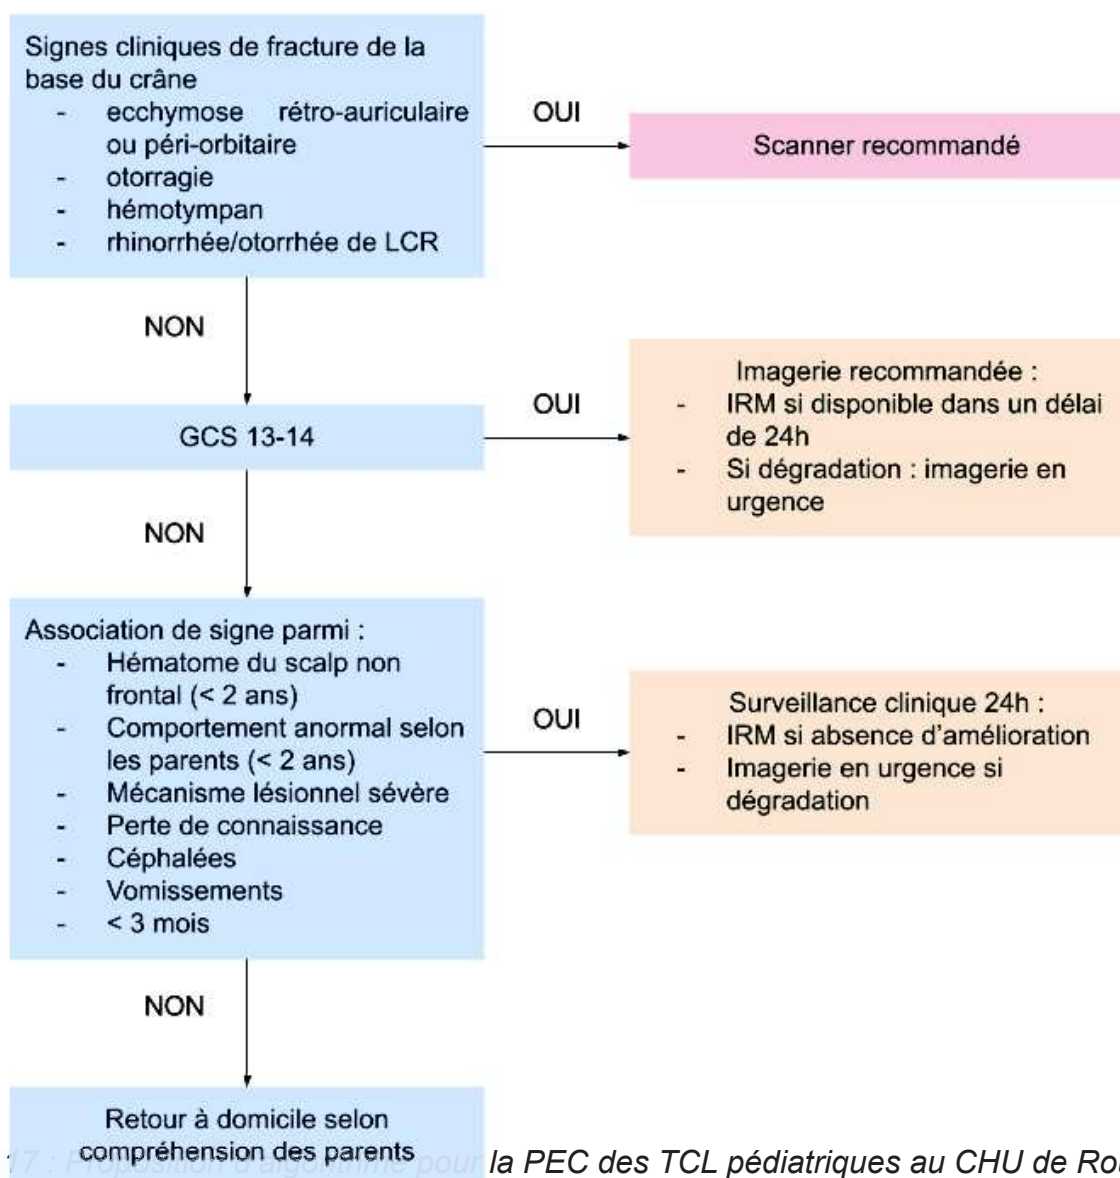 Signes cliniques de fracture de la
base du crâne
- ecchymose rétro-auriculaire
ou péri-orbitaire
- otorragie
- hémotympan
- rhinorrhée/otorrhée de LCR
OUI
Scanner recommandé
NON
GCS 13-14
OUI
Imagerie recommandée :
- IRM si disponible dans un délai
de 24h
- Si dégradation : imagerie en
urgence
NON
Association de signe parmi :
- Hématome du scalp non
frontal (< 2 ans)
- Comportement anormal selon
les parents (< 2 ans)
- Mécanisme lésionnel sévère
- Perte de connaissance
- Céphalées
- Vomissements
- < 3 mois
OUI
Surveillance clinique 24h :
- IRM si absence d'amélioration
- Imagerie en urgence si
dégradation
NON
Retour à domicile selon
compréhension des parents
17 : Proposition d'algorithme pour la PEC des TCL pédiatriques au CHU de Rou